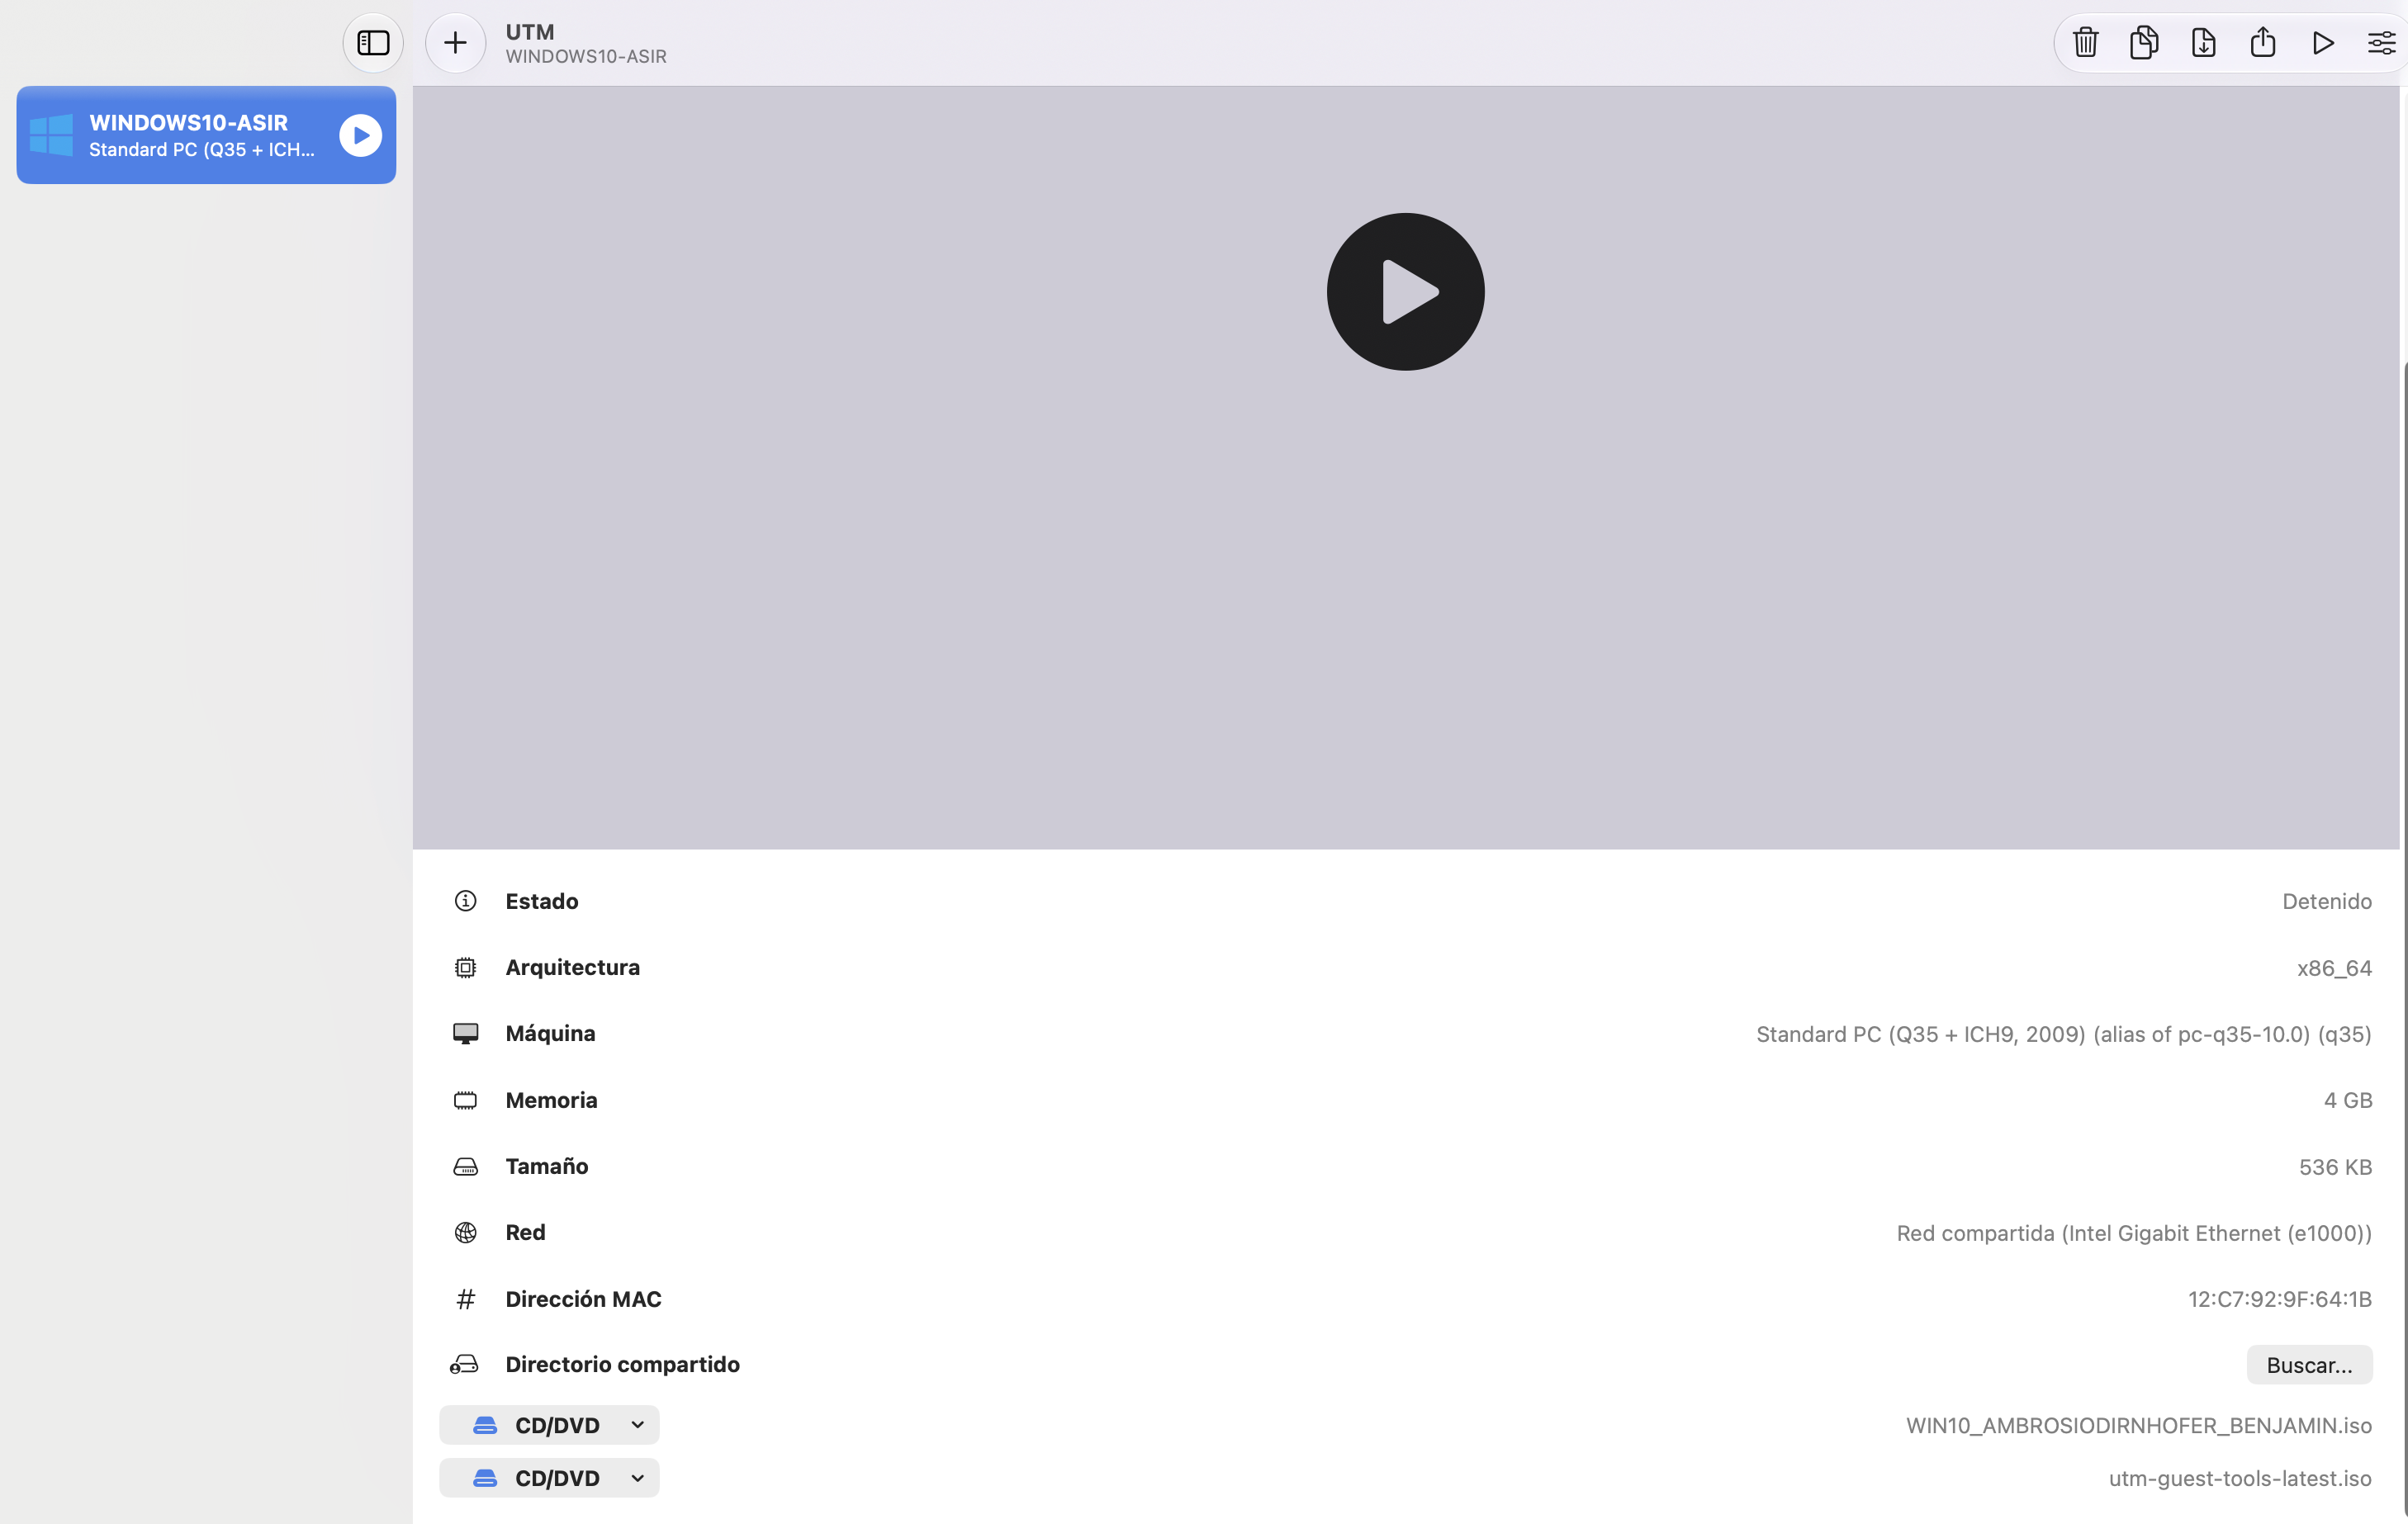 UTM
WINDOWS10-ASIR
WINDOWS10-ASIR
Standard PC (Q35 + ICH...
Estado
Detenido
Arquitectura
x86_64
Máquina
Standard PC (Q35 + ICH9, 2009) (alias of pc-q35-10.0) (q35)
Memoria
4 GB
Tamaño
536 KB
Red
Red compartida (Intel Gigabit Ethernet (e1000))
Dirección MAC
12:C7:92:9F:64:1B
Directorio compartido
Buscar...
CD/DVD
WIN10_AMBROSIODIRNHOFER_BENJAMIN.iso
CD/DVD
utm-guest-tools-latest.iso